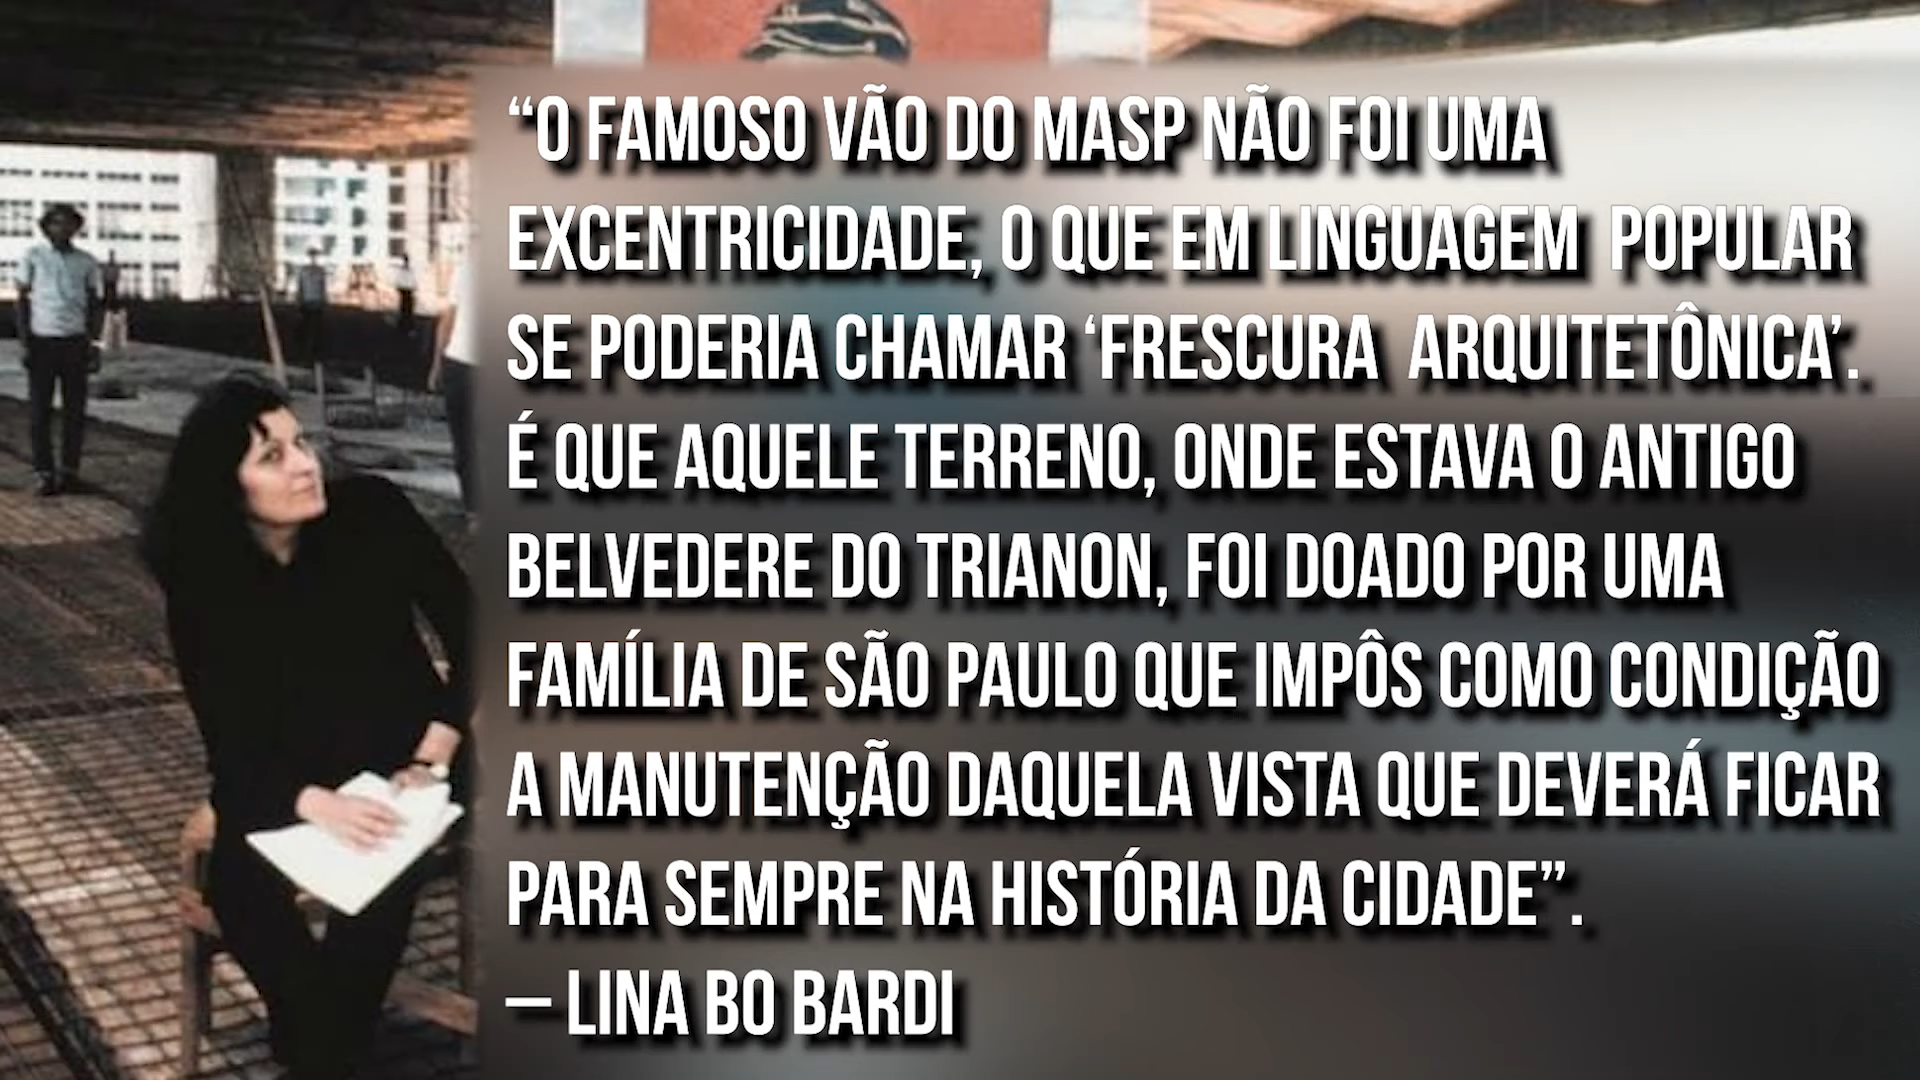 “O FAMOSO VÃO DO MASP NÃO FOI UMA
EXCENTRICIDADE, O QUE EM LINGUAGEM POPULAR
SE PODERIA CHAMAR ‘FRESCURA ARQUITETÔNICA’.
É QUE AQUELE TERRENO, ONDE ESTAVA O ANTIGO
BELVEDERE DO TRIANON, FOI DOADO POR UMA
FAMÍLIA DE SÃO PAULO QUE IMPÔS COMO CONDIÇÃO
A MANUTENÇÃO DAQUELA VISTA QUE DEVERÁ FICAR
PARA SEMPRE NA HISTÓRIA DA CIDADE”.
– LINA BO BARDI